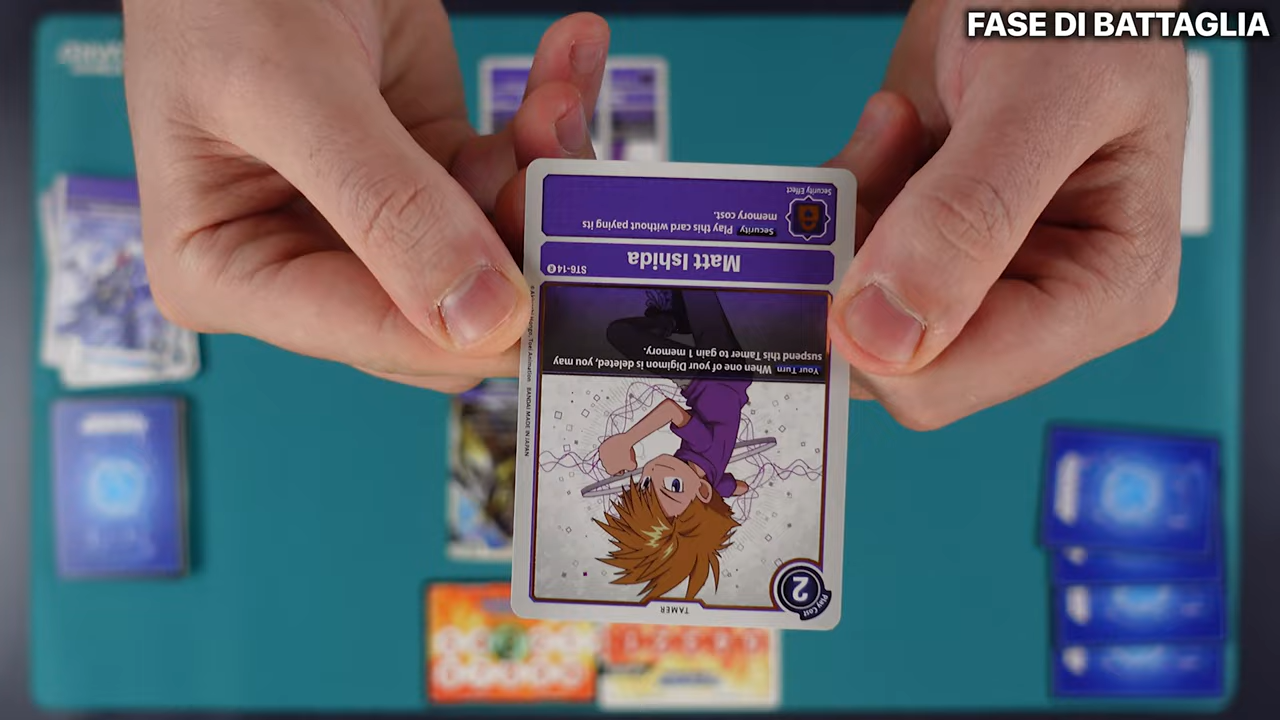 FASE DI BATTAGLIA
TAMER
Play Cost
2
Your Turn When one of your Digimon is deleted, you may
suspend this Tamer to gain 1 memory.
Matt Ishida
ST6-14
Security Effect
Security Play this card without paying its
memory cost.
BANDAI MADE IN JAPAN